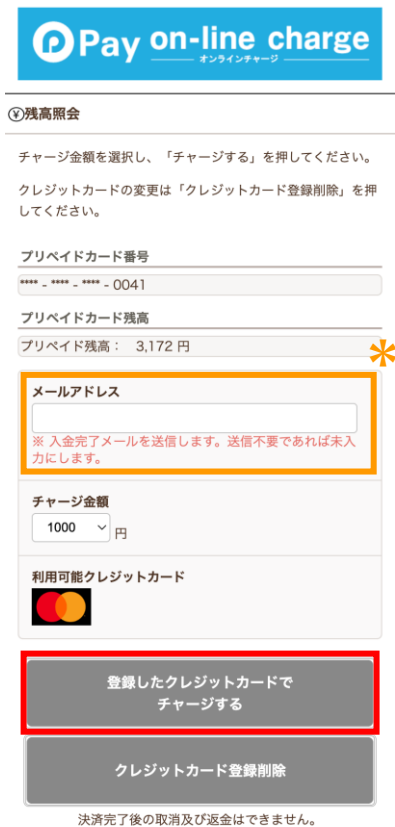 Pay on-line charge
オンラインチャージ
¥残高照会
チャージ金額を選択し、「チャージする」を押してください。
クレジットカードの変更は「クレジットカード登録削除」を押
してください。
プリペイドカード番号
**** - **** - **** - 0041
プリペイドカード残高
プリペイド残高： 3,172 円
*
メールアドレス
※ 入金完了メールを送信します。送信不要であれば未入
力にします。
チャージ金額
1000 円
利用可能クレジットカード
登録したクレジットカードで
チャージする
クレジットカード登録削除
決済完了後の取消及び返金はできません。